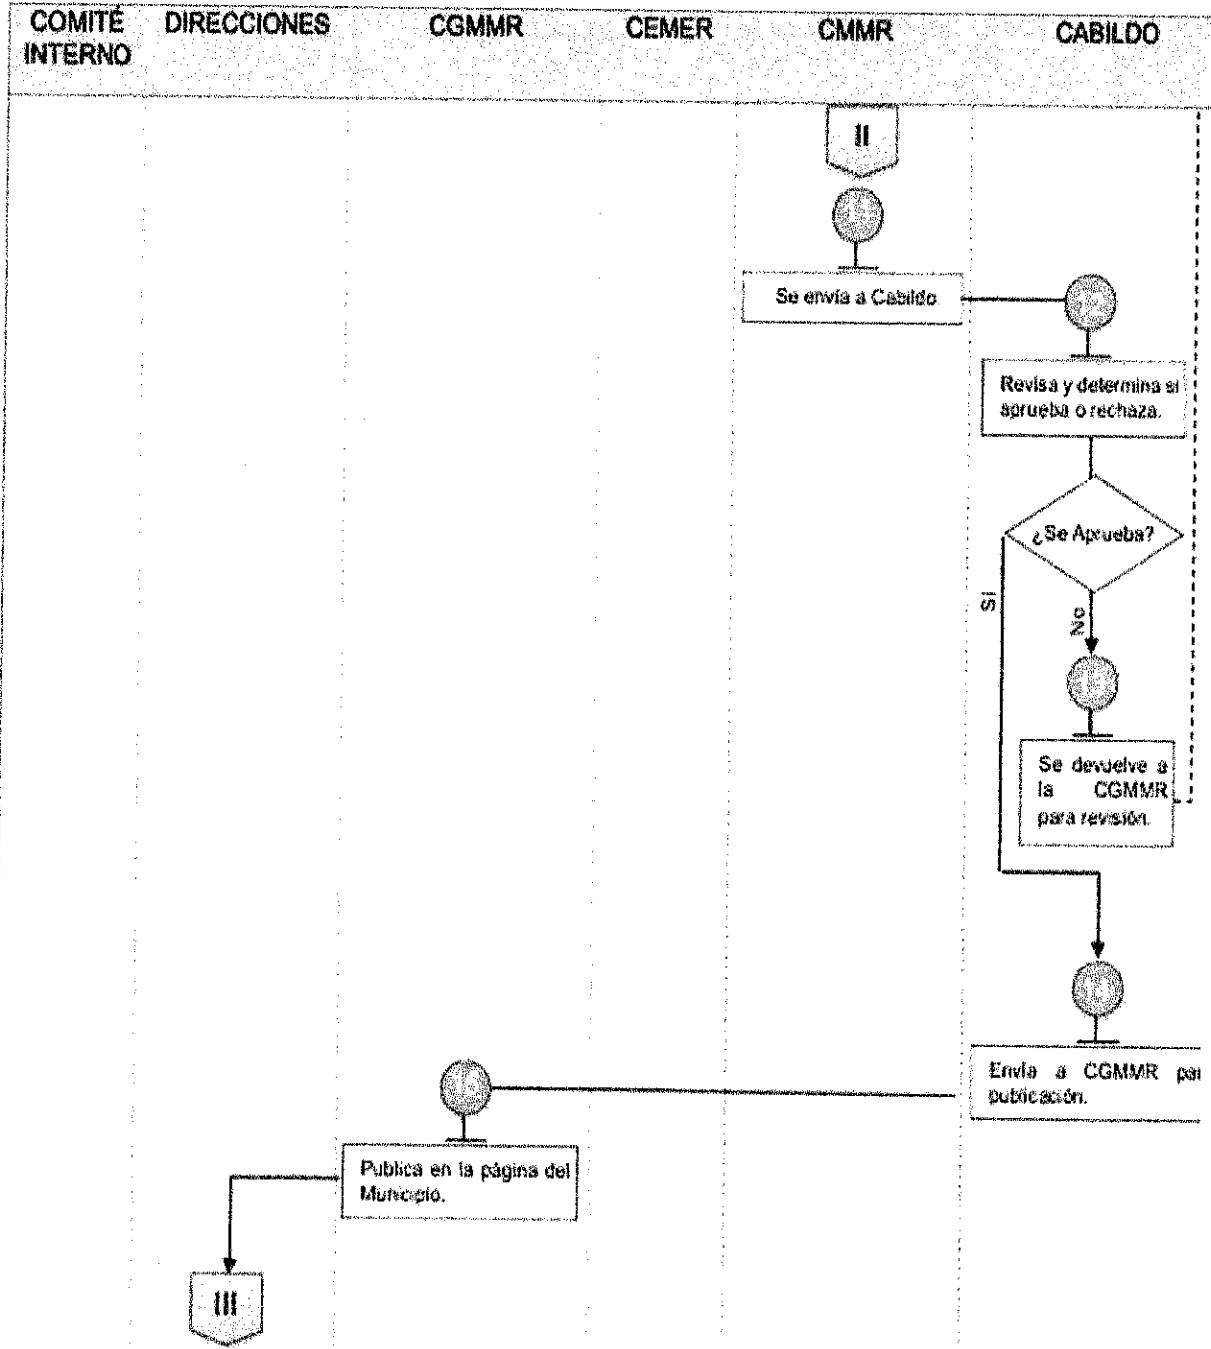 COMITÉ
INTERNO
DIRECCIONES
CGMMR
CEMER
CMMR
CABILDO
II
Se envía a Cabildo.
Revisa y determina si
aprueba o rechaza.
¿Se Aprueba?
Si
No
Se devuelve a
la CGMMR
para revisión.
Envía a CGMMR par
publicación.
Publica en la página del
Municipio.
III